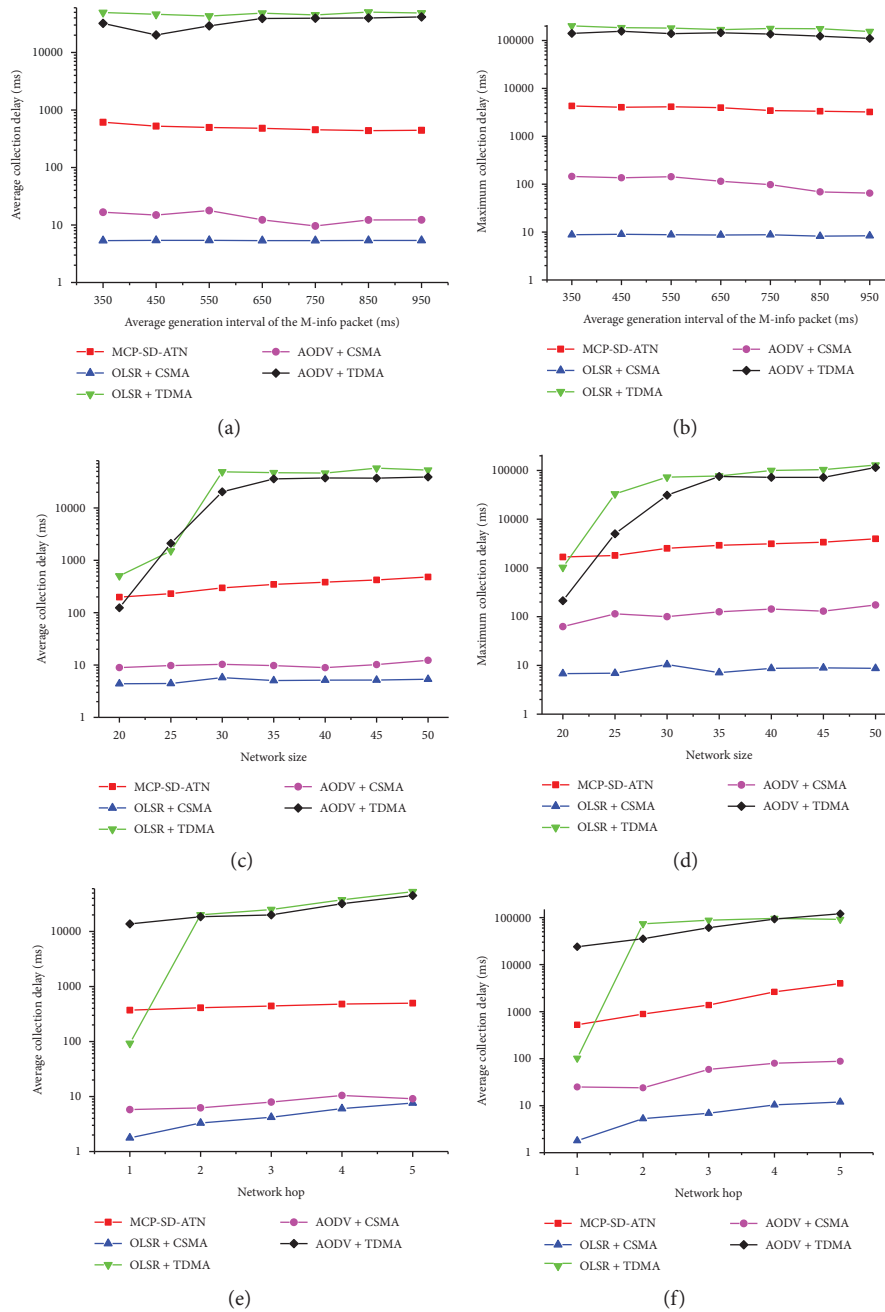 Average collection delay (ms)
10000
1000
100
10
1
350 450 550 650 750 850 950
Average generation interval of the M-info packet (ms)
MCP-SD-ATN
OLSR + CSMA
OLSR + TDMA
AODV + CSMA
AODV + TDMA
(a)
Maximum collection delay (ms)
100000
10000
1000
100
10
1
350 450 550 650 750 850 950
Average generation interval of the M-info packet (ms)
MCP-SD-ATN
OLSR + CSMA
OLSR + TDMA
AODV + CSMA
AODV + TDMA
(b)
Average collection delay (ms)
10000
1000
100
10
1
20 25 30 35 40 45 50
Network size
MCP-SD-ATN
OLSR + CSMA
OLSR + TDMA
AODV + CSMA
AODV + TDMA
(c)
Maximum collection delay (ms)
100000
10000
1000
100
10
1
20 25 30 35 40 45 50
Network size
MCP-SD-ATN
OLSR + CSMA
OLSR + TDMA
AODV + CSMA
AODV + TDMA
(d)
Average collection delay (ms)
10000
1000
100
10
1
1 2 3 4 5
Network hop
MCP-SD-ATN
OLSR + CSMA
OLSR + TDMA
AODV + CSMA
AODV + TDMA
(e)
Average collection delay (ms)
100000
10000
1000
100
10
1
1 2 3 4 5
Network hop
MCP-SD-ATN
OLSR + CSMA
OLSR + TDMA
AODV + CSMA
AODV + TDMA
(f)